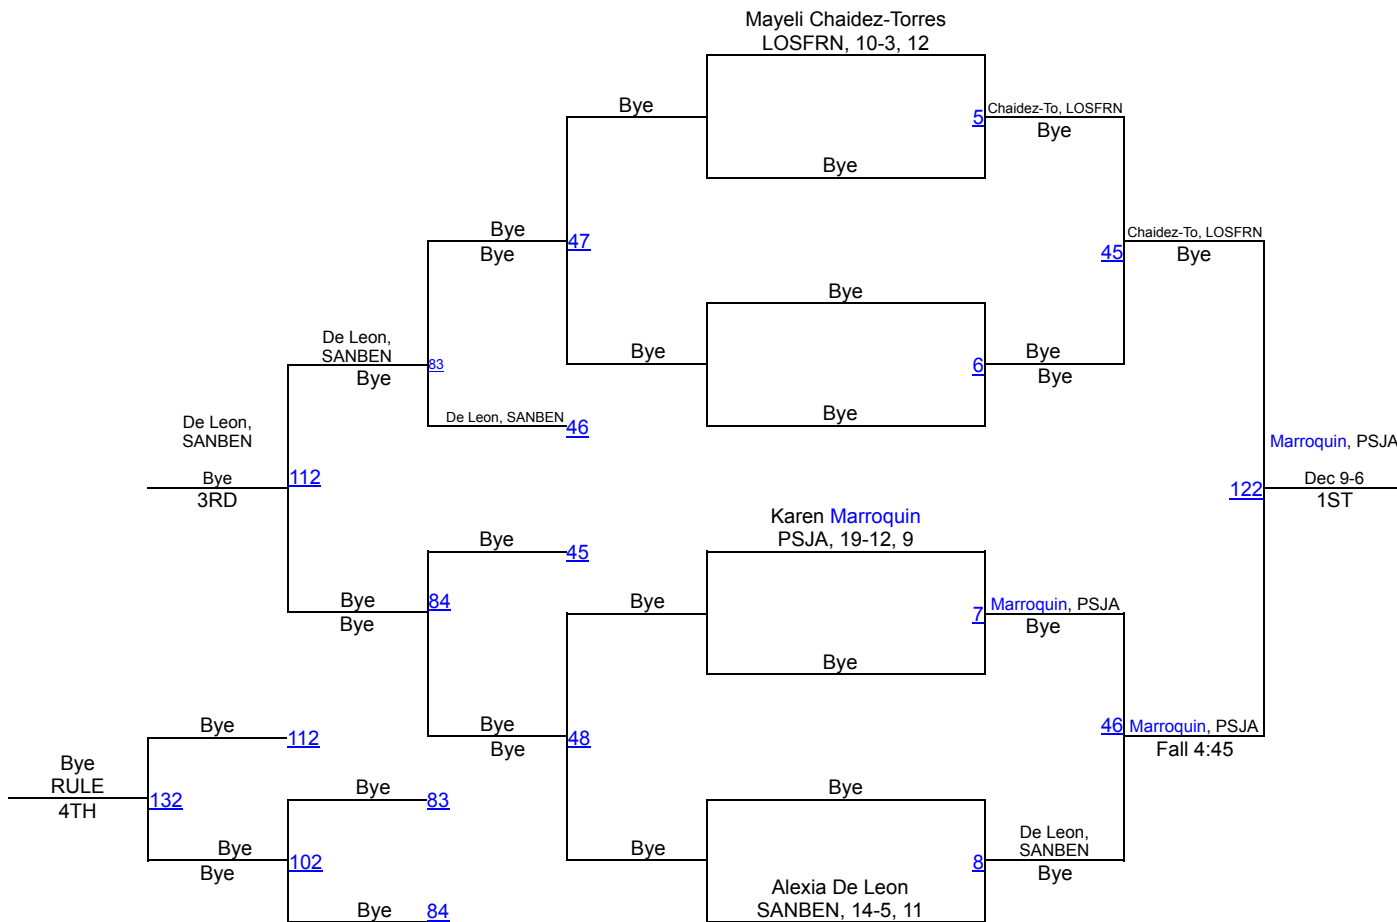 Mayeli Chaidez-Torres
LOSFRN, 10-3, 12
Bye
5
Chaidez-To, LOSFRN
Bye
Bye
Bye
Bye
47
45
Chaidez-To, LOSFRN
Bye
Bye
De Leon,
SANBEN
Bye
83
Bye
6
Bye
Bye
Bye
De Leon, SANBEN
46
De Leon,
SANBEN
Bye
3RD
112
Marroquin, PSJA
Dec 9-6
1ST
122
Karen Marroquin
PSJA, 19-12, 9
Bye
45
Bye
Bye
84
Bye
7
Marroquin, PSJA
Bye
Bye
Bye
112
Bye
Bye
48
46
Marroquin, PSJA
Fall 4:45
Bye
RULE
4TH
132
Bye
83
Bye
Bye
Bye
102
Bye
8
De Leon,
SANBEN
Bye
Alexia De Leon
SANBEN, 14-5, 11
Bye
84